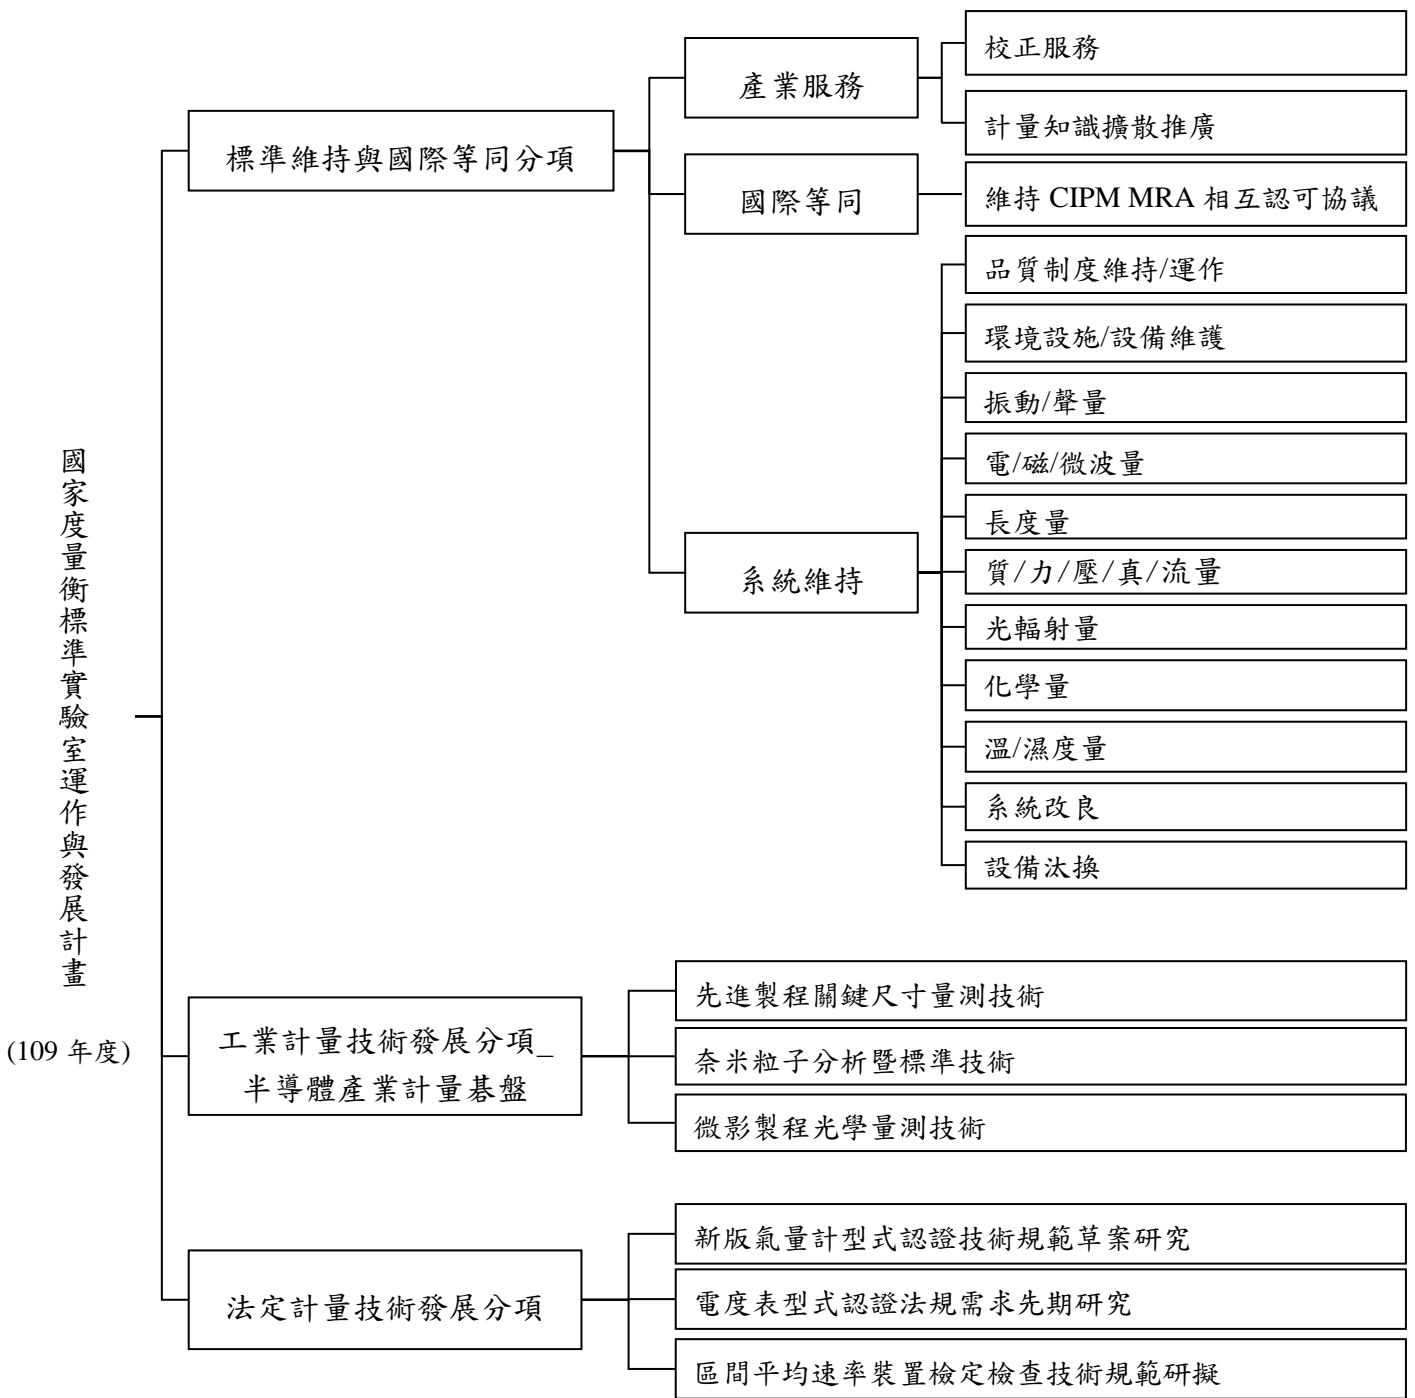 國家度量衡標準實驗室運作與發展計畫
(109 年度)
標準維持與國際等同分項
產業服務
校正服務
計量知識擴散推廣
國際等同
維持 CIPM MRA 相互認可協議
系統維持
品質制度維持/運作
環境設施/設備維護
振動/聲量
電/磁/微波量
長度量
質/力/壓/真/流量
光輻射量
化學量
溫/濕度量
系統改良
設備汰換
工業計量技術發展分項_
半導體產業計量碁盤
先進製程關鍵尺寸量測技術
奈米粒子分析暨標準技術
微影製程光學量測技術
法定計量技術發展分項
新版氣量計型式認證技術規範草案研究
電度表型式認證法規需求先期研究
區間平均速率裝置檢定檢查技術規範研擬